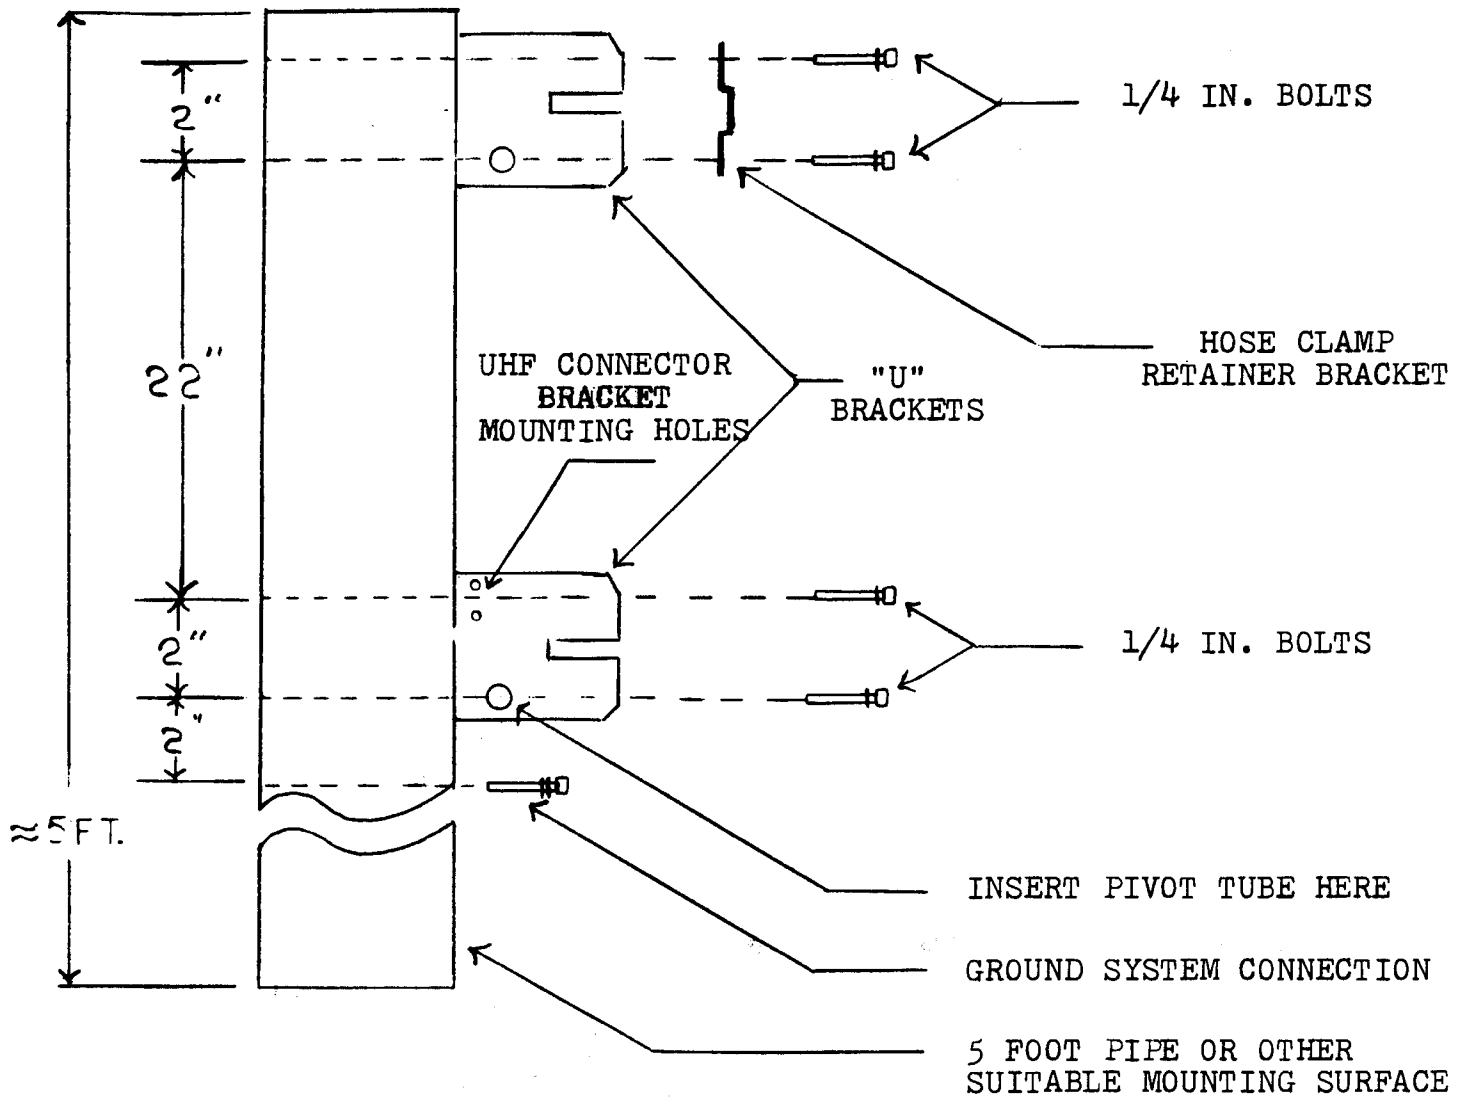 2"
1/4 IN. BOLTS
22"
HOSE CLAMP
RETAINER BRACKET
UHF CONNECTOR
BRACKET
MOUNTING HOLES
"U"
BRACKETS
2"
1/4 IN. BOLTS
2"
≈5FT.
INSERT PIVOT TUBE HERE
GROUND SYSTEM CONNECTION
5 FOOT PIPE OR OTHER
SUITABLE MOUNTING SURFACE